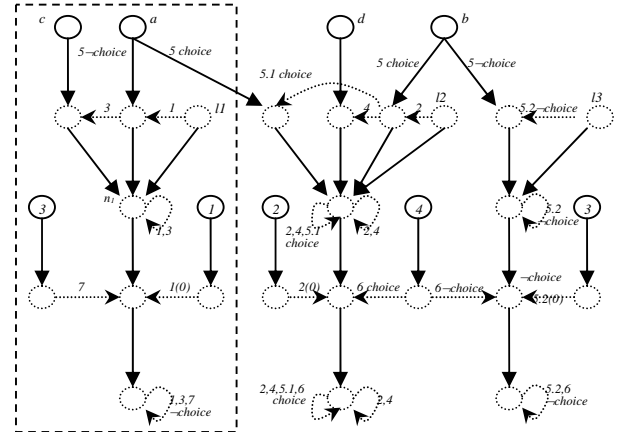 c
a
d
b
5¬choice
5 choice
5.1 choice
5 choice
5¬choice
3
1
l1
4
2
l2
5.2¬choice
l3
n₁
1,3
3
1
2
2,4,5.1
choice
2,4
4
5.2
¬choice
3
7
1(0)
2(0)
6 choice
6¬choice
¬choice
5.2(0)
1,3,7
¬choice
2,4,5.1,6
choice
2,4
5.2,6
¬choice